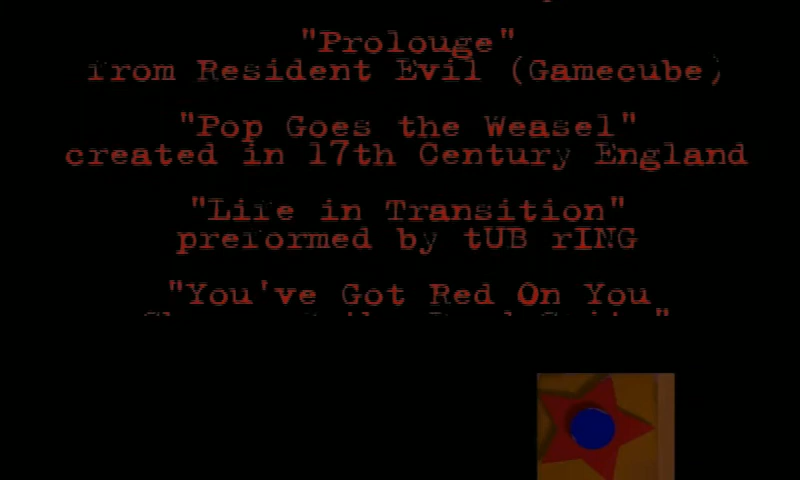 "Prolouge"
from Resident Evil (Gamecube)
"Pop Goes the Weasel"
created in 17th Century England
"Life in Transition"
preformed by tUB rING
"You've Got Red On You